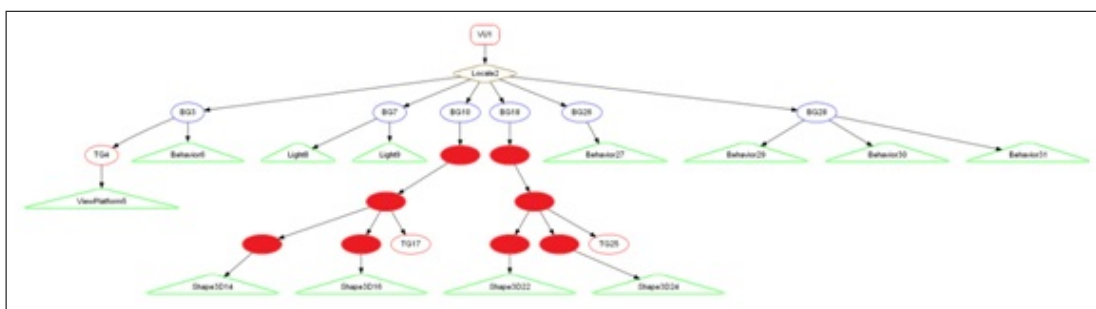 VU1
Locale2
BG3
BG7
BG10
BG18
BG26
BG28
TG4
Behavior6
Light8
Light9
Behavior27
Behavior29
Behavior30
Behavior31
ViewPlatform5
TG17
TG25
Shape3D14
Shape3D16
Shape3D22
Shape3D24